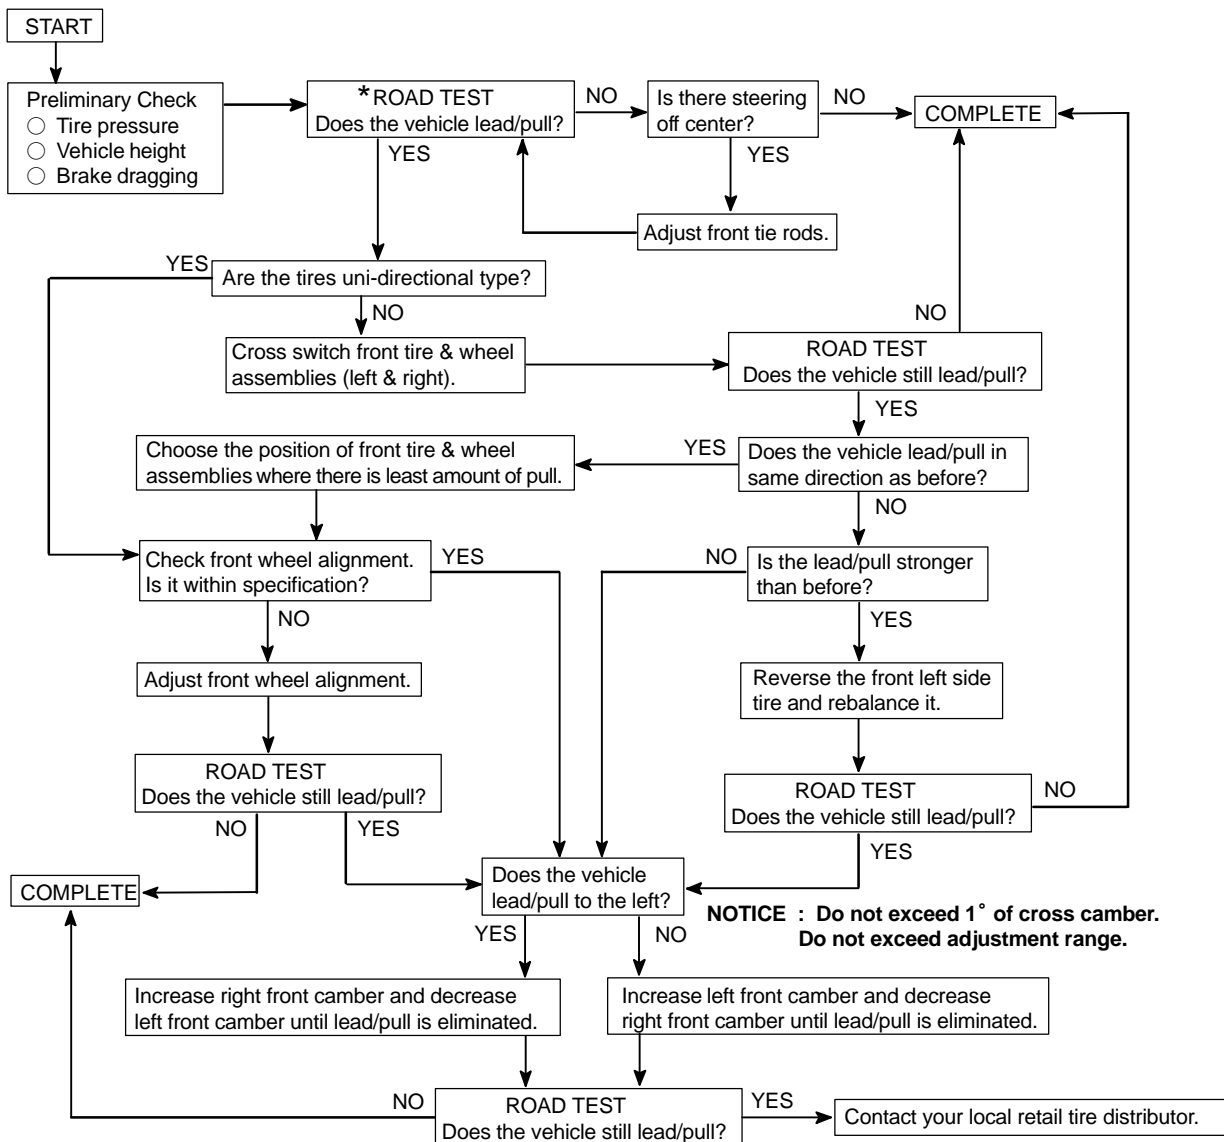 START
Preliminary Check
○ Tire pressure
○ Vehicle height
○ Brake dragging
*ROAD TEST
Does the vehicle lead/pull?
NO
Is there steering
off center?
NO
COMPLETE
YES
YES
Adjust front tie rods.
YES
Are the tires uni-directional type?
NO
NO
Cross switch front tire & wheel
assemblies (left & right).
ROAD TEST
Does the vehicle still lead/pull?
YES
Choose the position of front tire & wheel
assemblies where there is least amount of pull.
YES
Does the vehicle lead/pull in
same direction as before?
NO
Check front wheel alignment.
Is it within specification?
YES
NO
Is the lead/pull stronger
than before?
NO
YES
Adjust front wheel alignment.
Reverse the front left side
tire and rebalance it.
ROAD TEST
Does the vehicle still lead/pull?
NO
YES
ROAD TEST
Does the vehicle still lead/pull?
NO
YES
COMPLETE
Does the vehicle
lead/pull to the left?
NOTICE : Do not exceed 1° of cross camber.
Do not exceed adjustment range.
YES
NO
Increase right front camber and decrease
left front camber until lead/pull is eliminated.
Increase left front camber and decrease
right front camber until lead/pull is eliminated.
NO
ROAD TEST
Does the vehicle still lead/pull?
YES
Contact your local retail tire distributor.